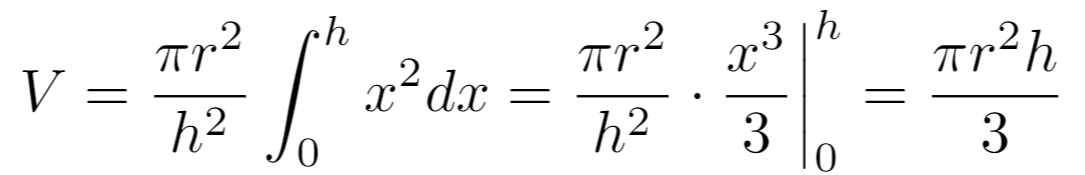 $V = \frac{\pi r^2}{h^2} \int_0^h x^2 dx = \frac{\pi r^2}{h^2} \cdot \frac{x^3}{3} \Big|_0^h = \frac{\pi r^2 h}{3}$